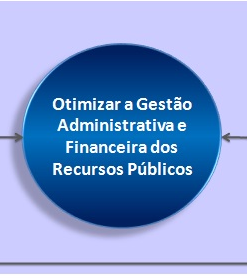 Otimizar a Gestão
Administrativa e
Financeira dos
Recursos Públicos